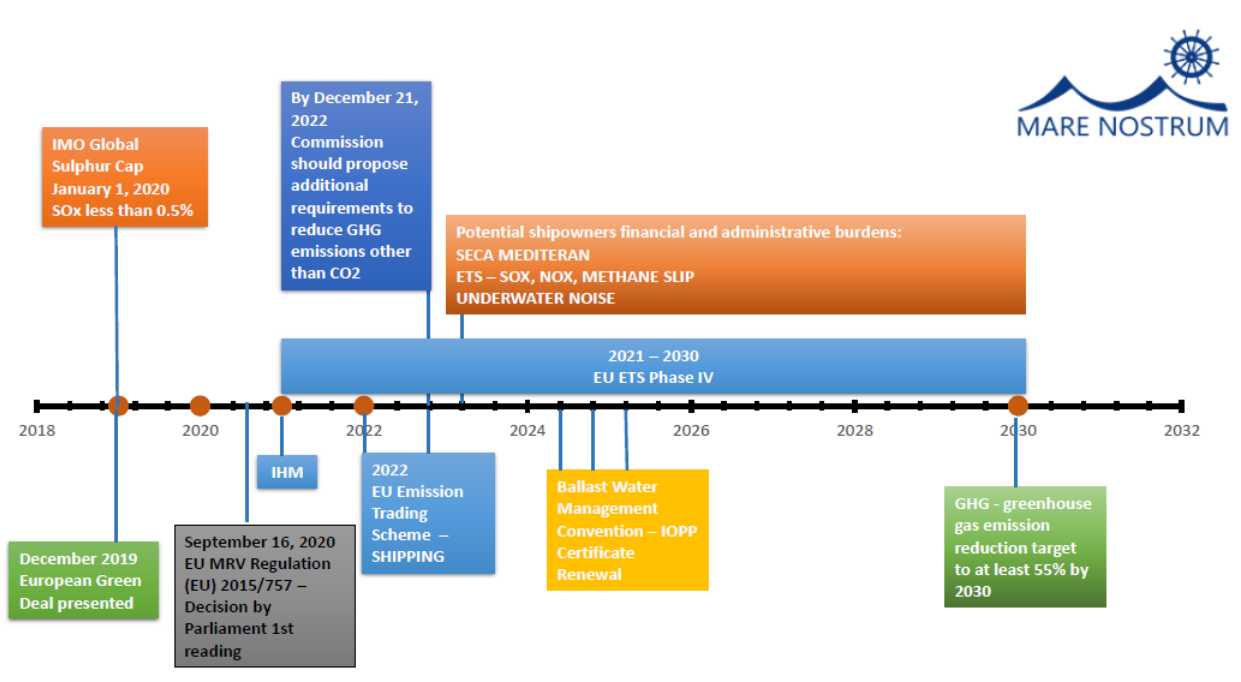 MARE NOSTRUM
By December 21,
2022
Commission
should propose
additional
requirements to
reduce GHG
emissions other
than CO2
IMO Global
Sulphur Cap
January 1, 2020
SOx less than 0.5%
Potential shipowners financial and administrative burdens:
SECA MEDITERAN
ETS – SOX, NOX, METHANE SLIP
UNDERWATER NOISE
2021 – 2030
EU ETS Phase IV
2018 2020 2022 2024 2026 2028 2030 2032
IHM
2022
EU Emission
Trading
Scheme –
SHIPPING
Ballast Water
Management
Convention – IOPP
Certificate
Renewal
GHG - greenhouse
gas emission
reduction target
to at least 55% by
2030
December 2019
European Green
Deal presented
September 16, 2020
EU MRV Regulation
(EU) 2015/757 –
Decision by
Parliament 1st
reading